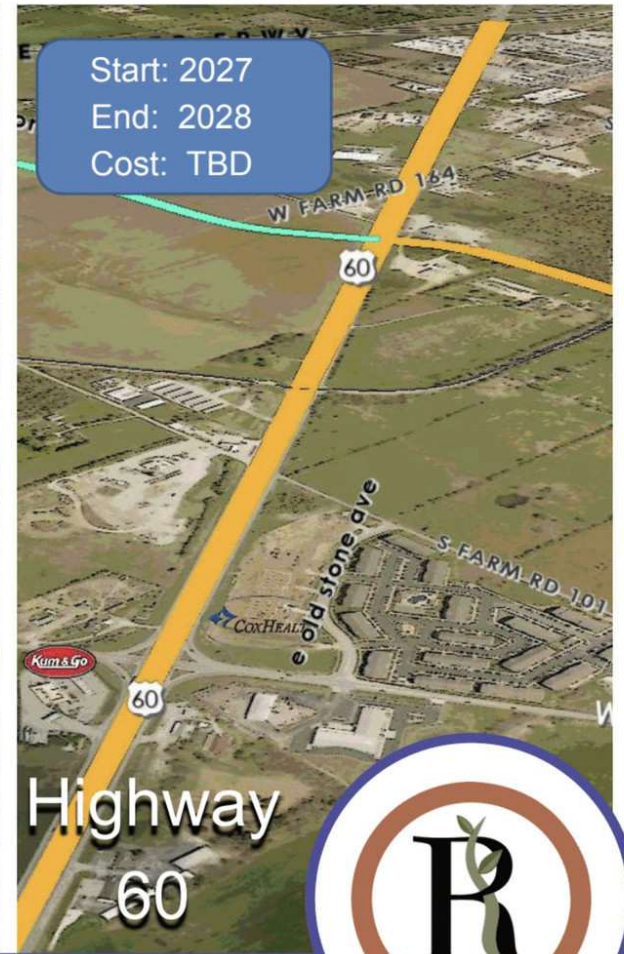 Start: 2027
End: 2028
Cost: TBD
W FARM RD 164
60
e old stone ave
S FARM RD 101
COXHEAL
Kum & Go
60
W
Highway
60
R